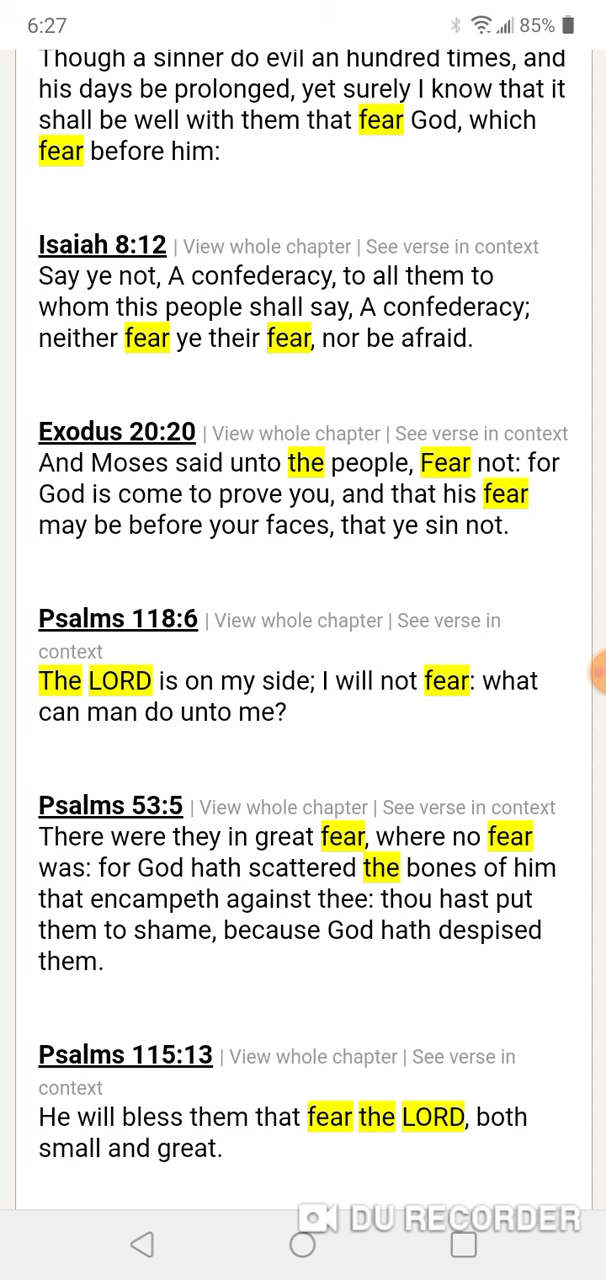 6:27 85%
Though a sinner do evil an hundred times, and
his days be prolonged, yet surely I know that it
shall be well with them that fear God, which
fear before him:
Isaiah 8:12 | View whole chapter | See verse in context
Say ye not, A confederacy, to all them to
whom this people shall say, A confederacy;
neither fear ye their fear, nor be afraid.
Exodus 20:20 | View whole chapter | See verse in context
And Moses said unto the people, Fear not: for
God is come to prove you, and that his fear
may be before your faces, that ye sin not.
Psalms 118:6 | View whole chapter | See verse in
context
The LORD is on my side; I will not fear: what
can man do unto me?
Psalms 53:5 | View whole chapter | See verse in context
There were they in great fear, where no fear
was: for God hath scattered the bones of him
that encampeth against thee: thou hast put
them to shame, because God hath despised
them.
Psalms 115:13 | View whole chapter | See verse in
context
He will bless them that fear the LORD, both
small and great.
DU RECORDER